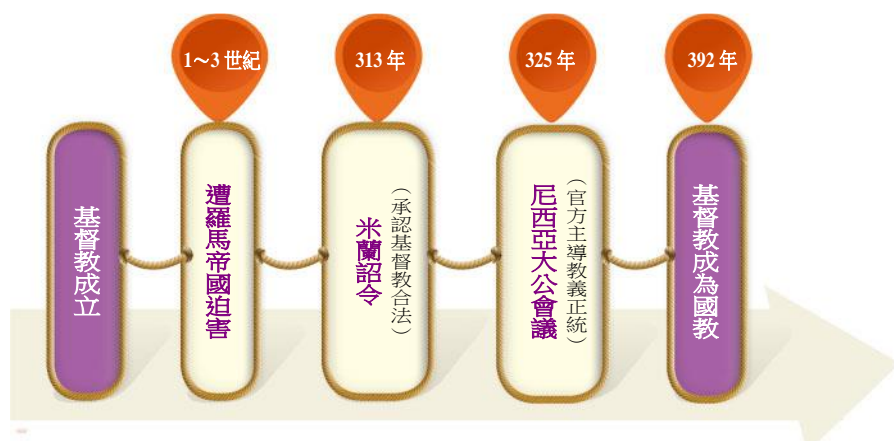 1～3世紀
313年
325年
392年
基督教成立
遭羅馬帝國迫害
米蘭詔令
（承認基督教合法）
尼西亞大公會議
（官方主導教義正統）
基督教成為國教